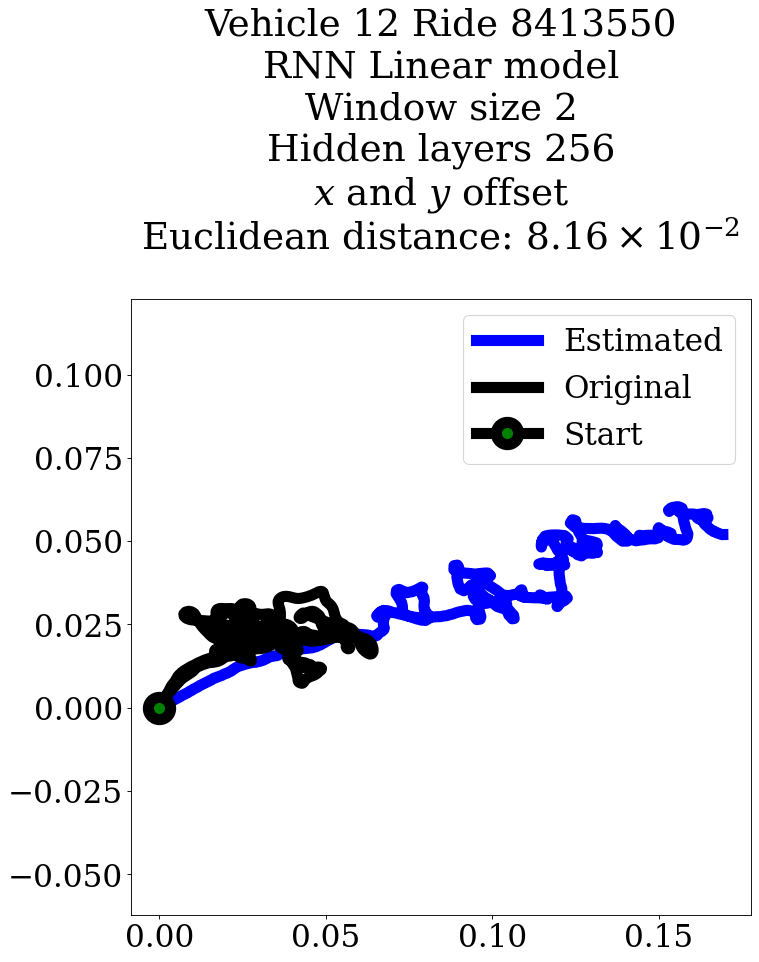 Vehicle 12 Ride 8413550
RNN Linear model
Window size 2
Hidden layers 256
x and y offset
Euclidean distance: 8.16 × 10⁻²
Estimated
Original
Start
0.100
0.075
0.050
0.025
0.000
−0.025
−0.050
0.00 0.05 0.10 0.15